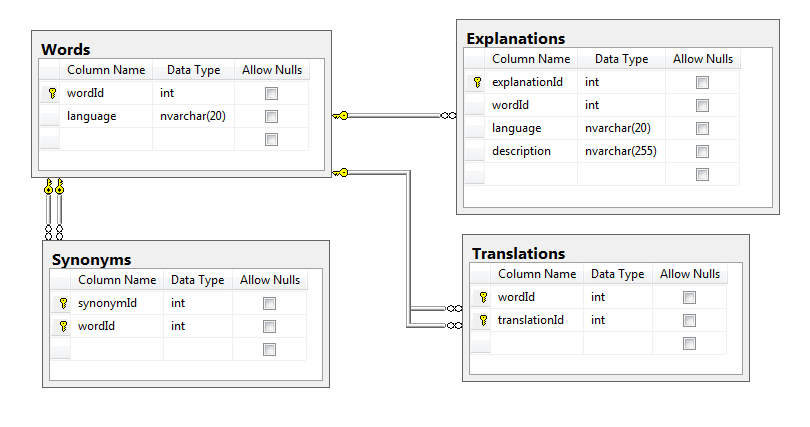 Words
Column Name Data Type Allow Nulls
wordId int
language nvarchar(20)
Explanations
Column Name Data Type Allow Nulls
explanationId int
wordId int
language nvarchar(20)
description nvarchar(255)
Synonyms
Column Name Data Type Allow Nulls
synonymId int
wordId int
Translations
Column Name Data Type Allow Nulls
wordId int
translationId int